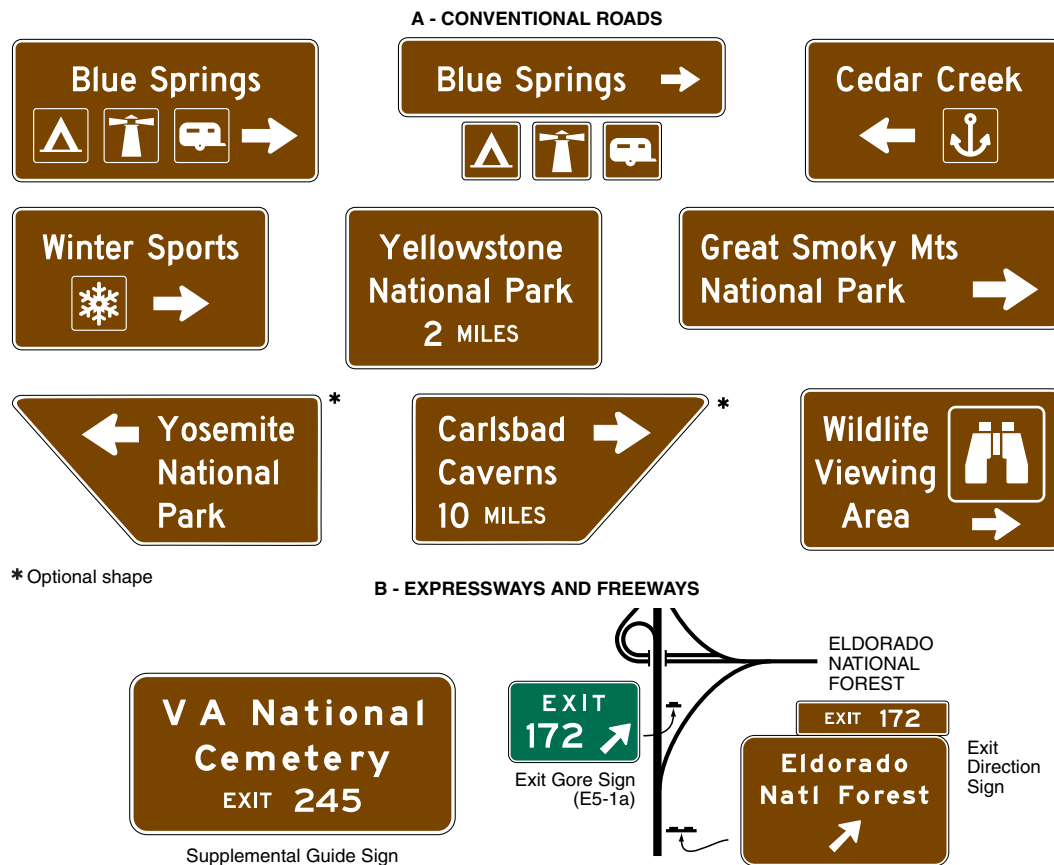 A - CONVENTIONAL ROADS
Blue Springs
Blue Springs
Cedar Creek
Winter Sports
Yellowstone
National Park
2 MILES
Great Smoky Mts
National Park
*
Yosemite
National
Park
*
Carlsbad
Caverns
10 MILES
Wildlife
Viewing
Area
* Optional shape
B - EXPRESSWAYS AND FREEWAYS
V A National
Cemetery
EXIT 245
Supplemental Guide Sign
EXIT
172
Exit Gore Sign
(E5-1a)
ELDORADO
NATIONAL
FOREST
EXIT 172
Eldorado
Natl Forest
Exit
Direction
Sign